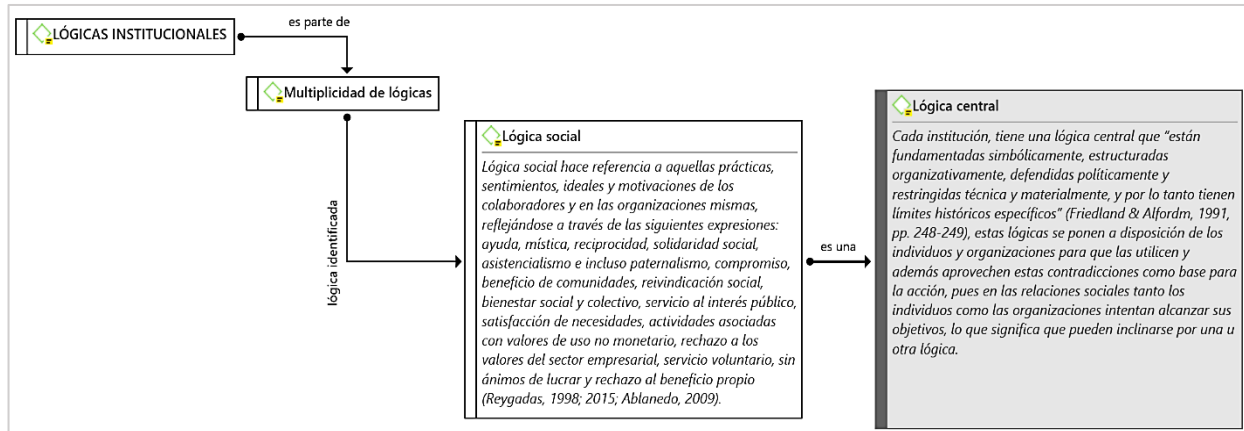 LÓGICAS INSTITUCIONALES
es parte de
Multiplicidad de lógicas
lógica identificada
Lógica social
Lógica social hace referencia a aquellas prácticas,
sentimientos, ideales y motivaciones de los
colaboradores y en las organizaciones mismas,
reflejándose a través de las siguientes expresiones:
ayuda, mística, reciprocidad, solidaridad social,
asistencialismo e incluso paternalismo, compromiso,
beneficio de comunidades, reivindicación social,
bienestar social y colectivo, servicio al interés público,
satisfacción de necesidades, actividades asociadas
con valores de uso no monetario, rechazo a los
valores del sector empresarial, servicio voluntario, sin
ánimos de lucrar y rechazo al beneficio propio
(Reygadas, 1998; 2015; Ablanedo, 2009).
es una
Lógica central
Cada institución, tiene una lógica central que “están
fundamentadas simbólicamente, estructuradas
organizativamente, defendidas políticamente y
restringidas técnica y materialmente, y por lo tanto tienen
límites históricos específicos” (Friedland & Alfordm, 1991,
pp. 248-249), estas lógicas se ponen a disposición de los
individuos y organizaciones para que las utilicen y
además aprovechen estas contradicciones como base para
la acción, pues en las relaciones sociales tanto los
individuos como las organizaciones intentan alcanzar sus
objetivos, lo que significa que pueden inclinarse por una u
otra lógica.